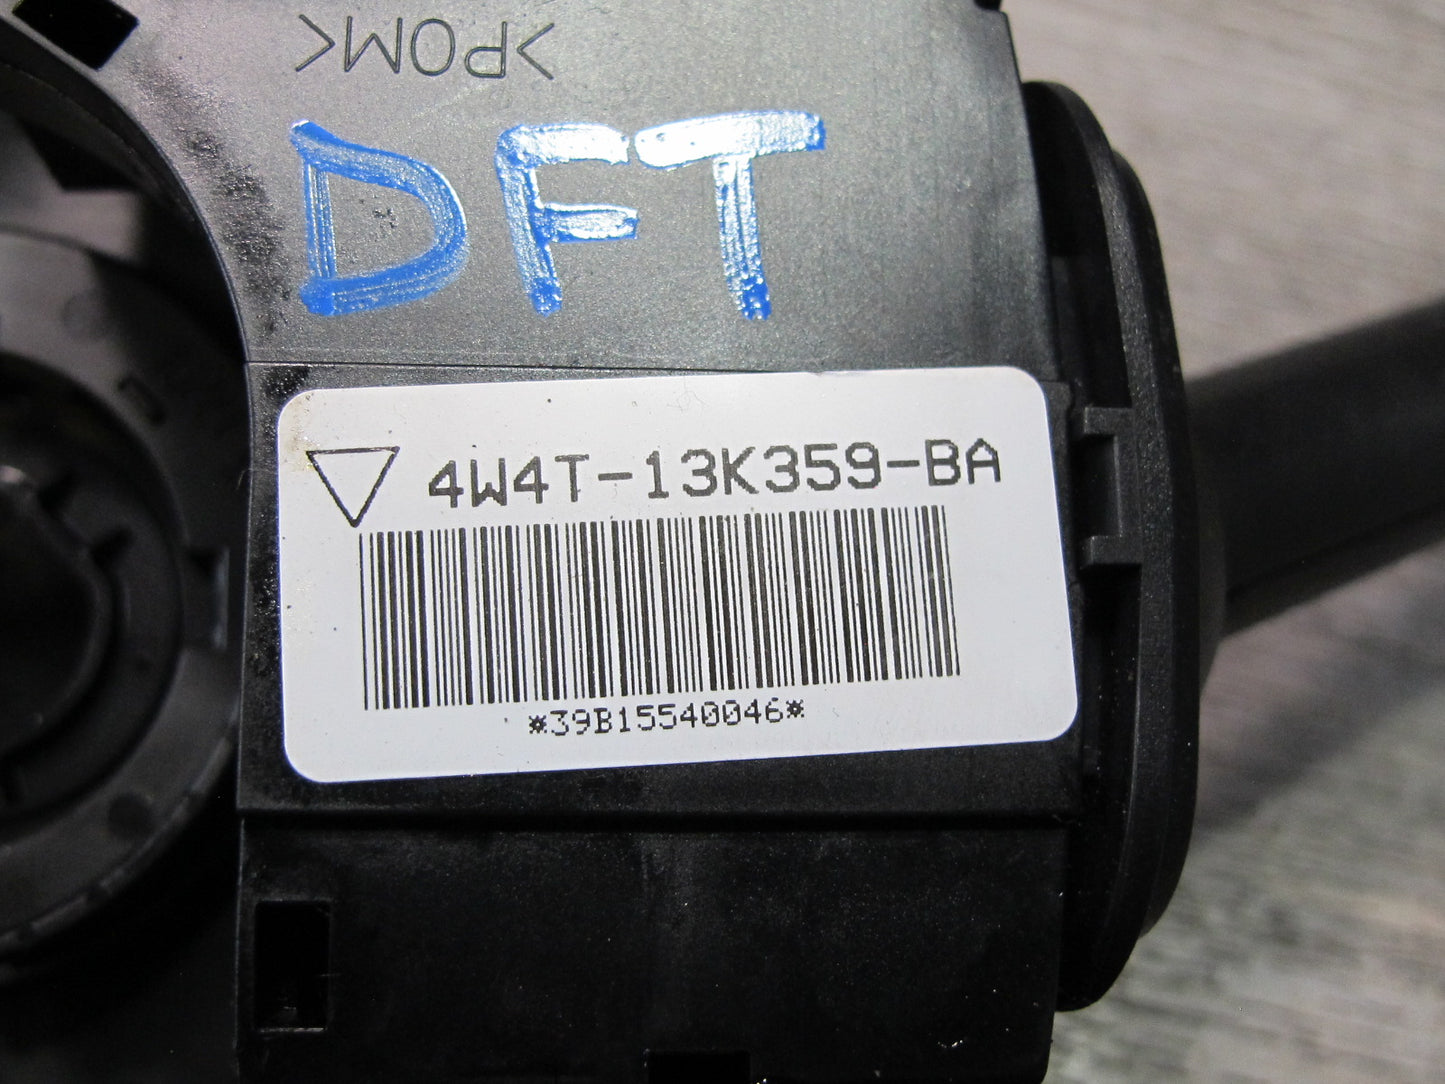 >POM<
DFT
4W4T-13K359-BA
*39B15540046*